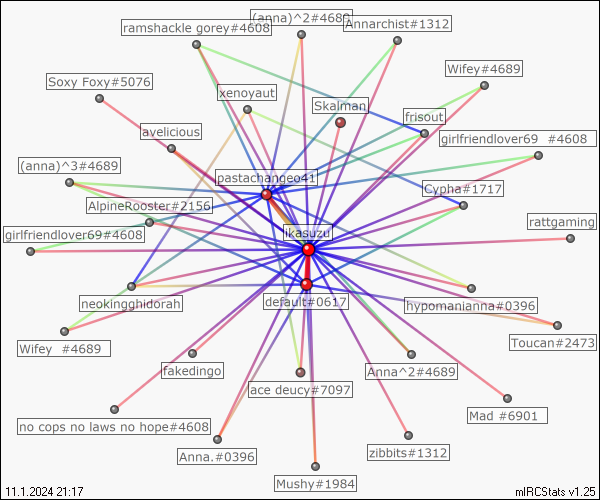 (anna)^2#4689
Annarchist#1312
ramshackle gorey#4608
Wifey#4689
Soxy Foxy#5076
xenoyaut
Skalman
frisout
avelicious
girlfriendlover69 #4608
(anna)^3#4689
pastachangeo41
Cypha#1717
AlpineRooster#2156
rattgaming
girlfriendlover69#4608
ikasuzu
neokingghidorah
default#0617
hypomanianna#0396
Toucan#2473
Wifey #4689
fakedingo
Anna^2#4689
ace deucy#7097
no cops no laws no hope#4608
Mad #6901
Anna.#0396
zibbits#1312
Mushy#1984
11.1.2024 21:17
mIRCStats v1.25